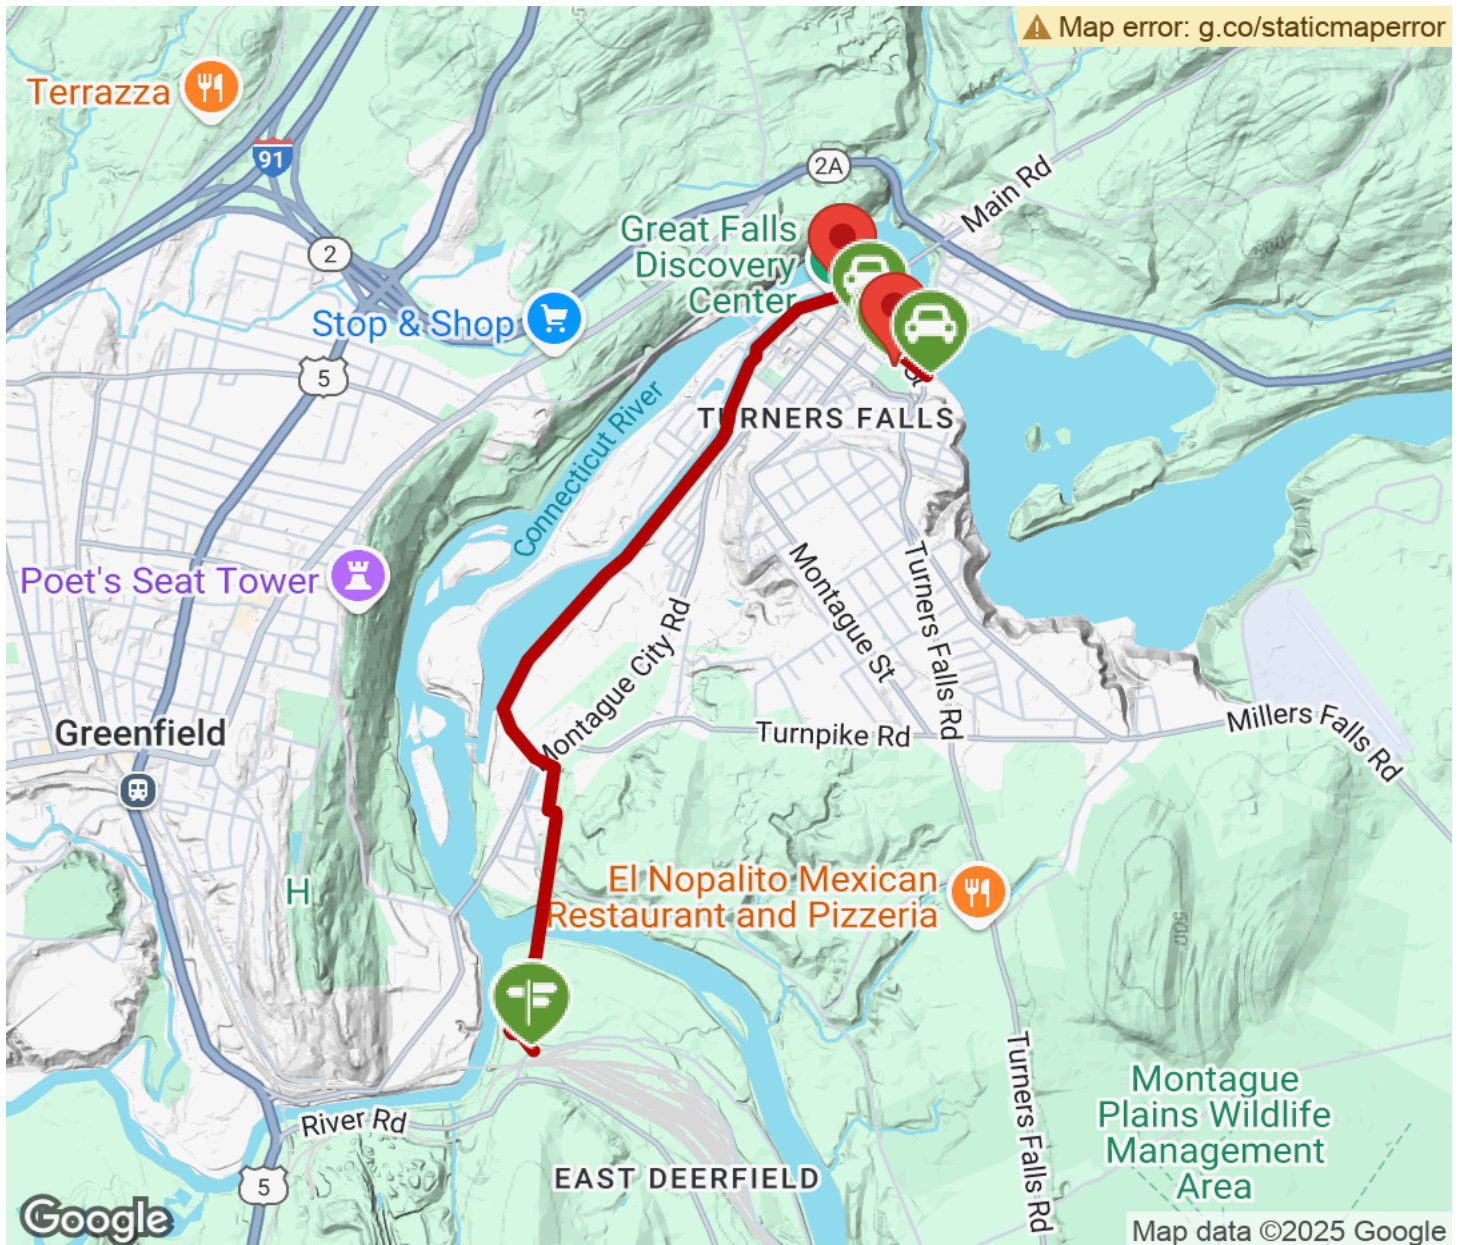 Map error: g.co/staticmaperror
Terrazza
91
2A
Main Rd
Great Falls
Discovery
Center
2
Stop & Shop
5
St
TURNERS FALLS
Connecticut River
Poet's Seat Tower
Montague St
Turners Falls Rd
Montague City Rd
Greenfield
Turnpike Rd
Millers Falls Rd
H
El Nopalito Mexican
Restaurant and Pizzeria
500
Turners Falls Rd
Montague
Plains Wildlife
Management
Area
River Rd
EAST DEERFIELD
5
Google
Map data ©2025 Google